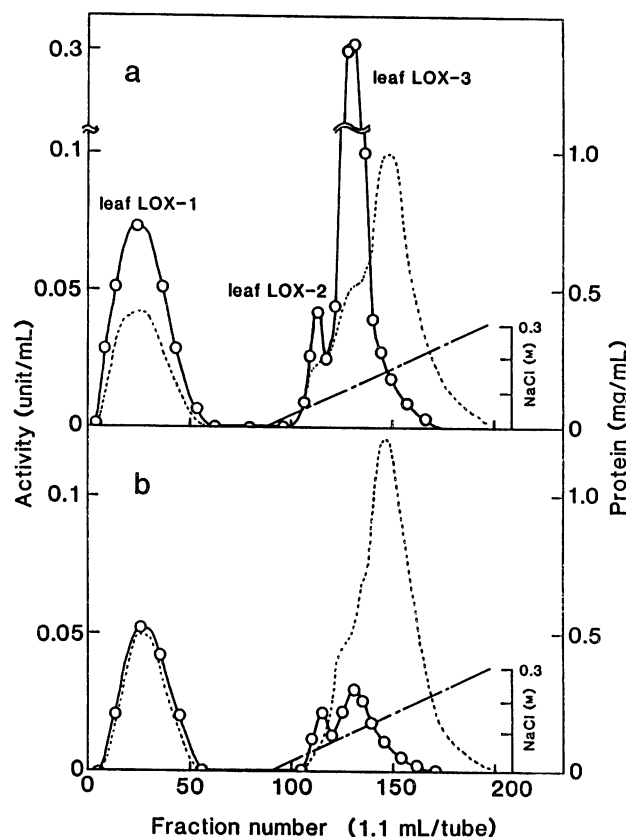 a
leaf LOX-3
leaf LOX-1
leaf LOX-2
0.3
0.1
0.05
0
1.0
0.5
0
0.3
NaCl (M)
b
0.1
0.05
0
1.0
0.5
0
0.3
NaCl (M)
Activity (unit/mL)
Protein (mg/mL)
0 50 100 150 200
Fraction number (1.1 mL/tube)